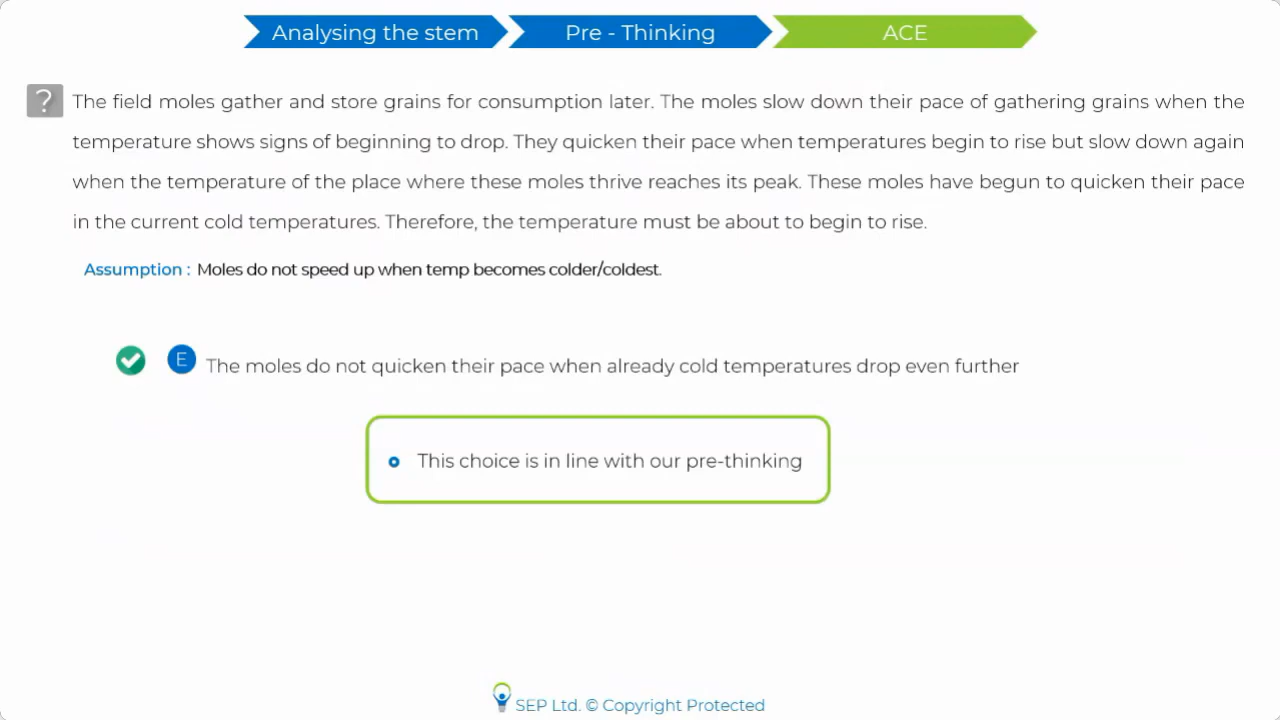 Analysing the stem
Pre - Thinking
ACE
?
The field moles gather and store grains for consumption later. The moles slow down their pace of gathering grains when the
temperature shows signs of beginning to drop. They quicken their pace when temperatures begin to rise but slow down again
when the temperature of the place where these moles thrive reaches its peak. These moles have begun to quicken their pace
in the current cold temperatures. Therefore, the temperature must be about to begin to rise.
Assumption : Moles do not speed up when temp becomes colder/coldest.
E The moles do not quicken their pace when already cold temperatures drop even further
This choice is in line with our pre-thinking
SEP Ltd. © Copyright Protected